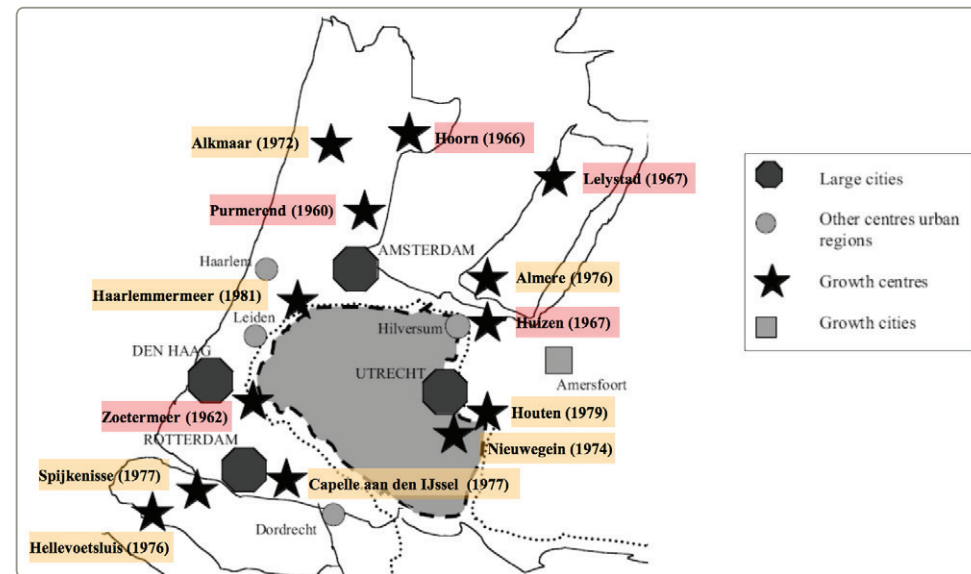 Alkmaar (1972)
Hoorn (1966)
Lelystad (1967)
Purmerend (1960)
AMSTERDAM
Haarlem
Almere (1976)
Haarlemmermeer (1981)
Leiden
Hilversum
Huizen (1967)
DEN HAAG
UTRECHT
Amersfoort
Zoetermeer (1962)
Houten (1979)
ROTTERDAM
Nieuwegein (1974)
Spijkenisse (1977)
Capelle aan den IJssel (1977)
Dordrecht
Hellevoetsluis (1976)
Large cities
Other centres urban
regions
Growth centres
Growth cities